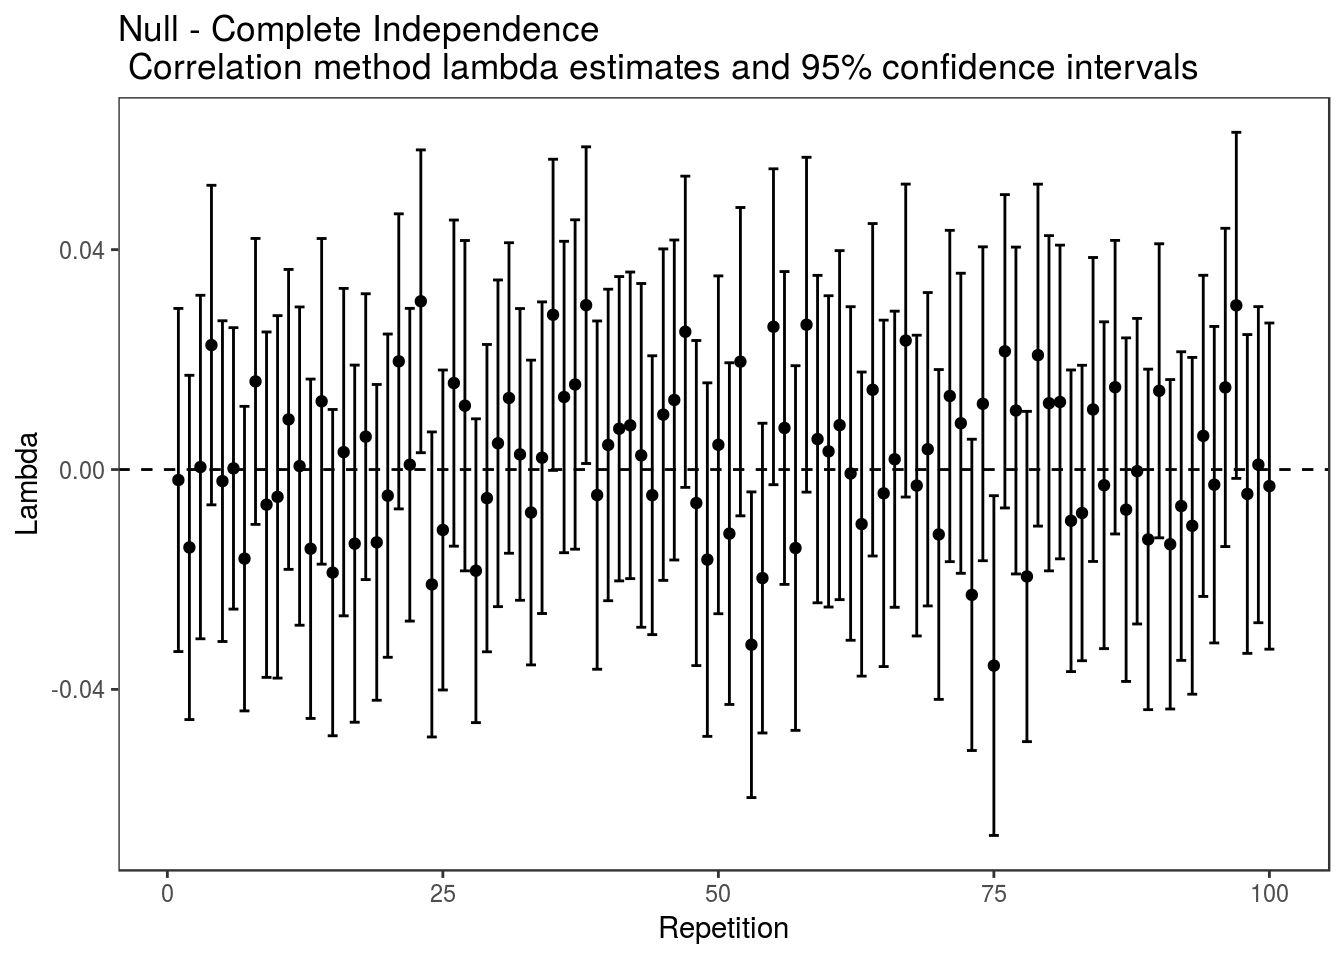 Null - Complete Independence
Correlation method lambda estimates and 95% confidence intervals
0.04
0.00
-0.04
Lambda
0
25
50
75
100
Repetition